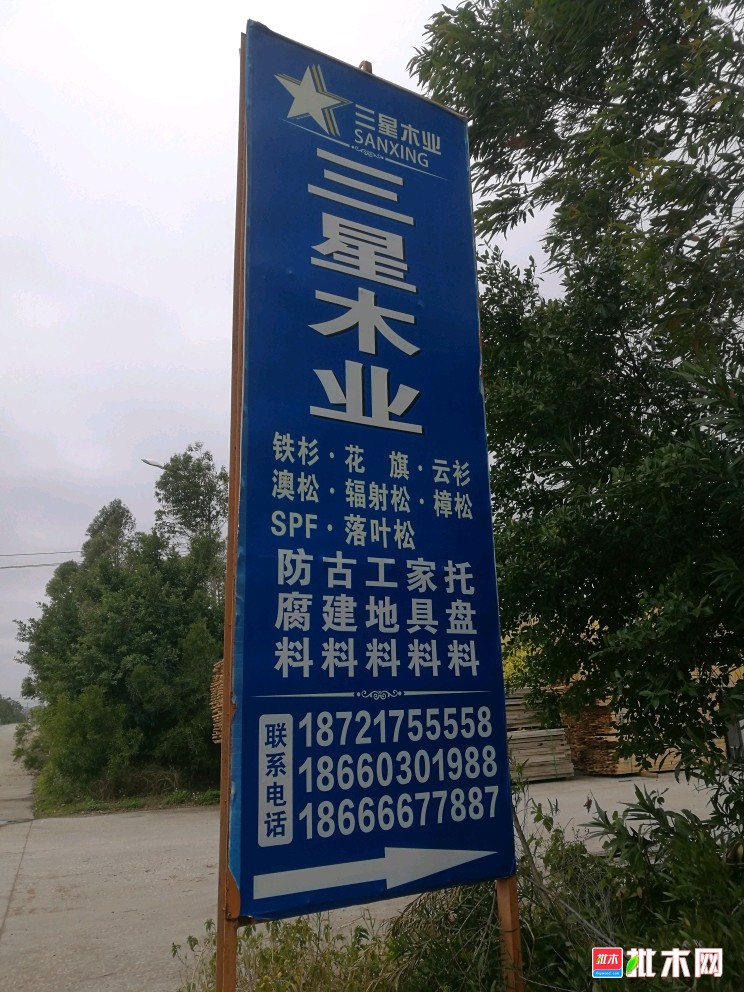 三星木业
SANXING
三星木业
铁杉·花旗·云杉
澳松·辐射松·樟松
SPF·落叶松
防腐料
古建料
工地料
家具料
托盘料
联系电话
18721755558
18660301988
18666677887
批木 批木网